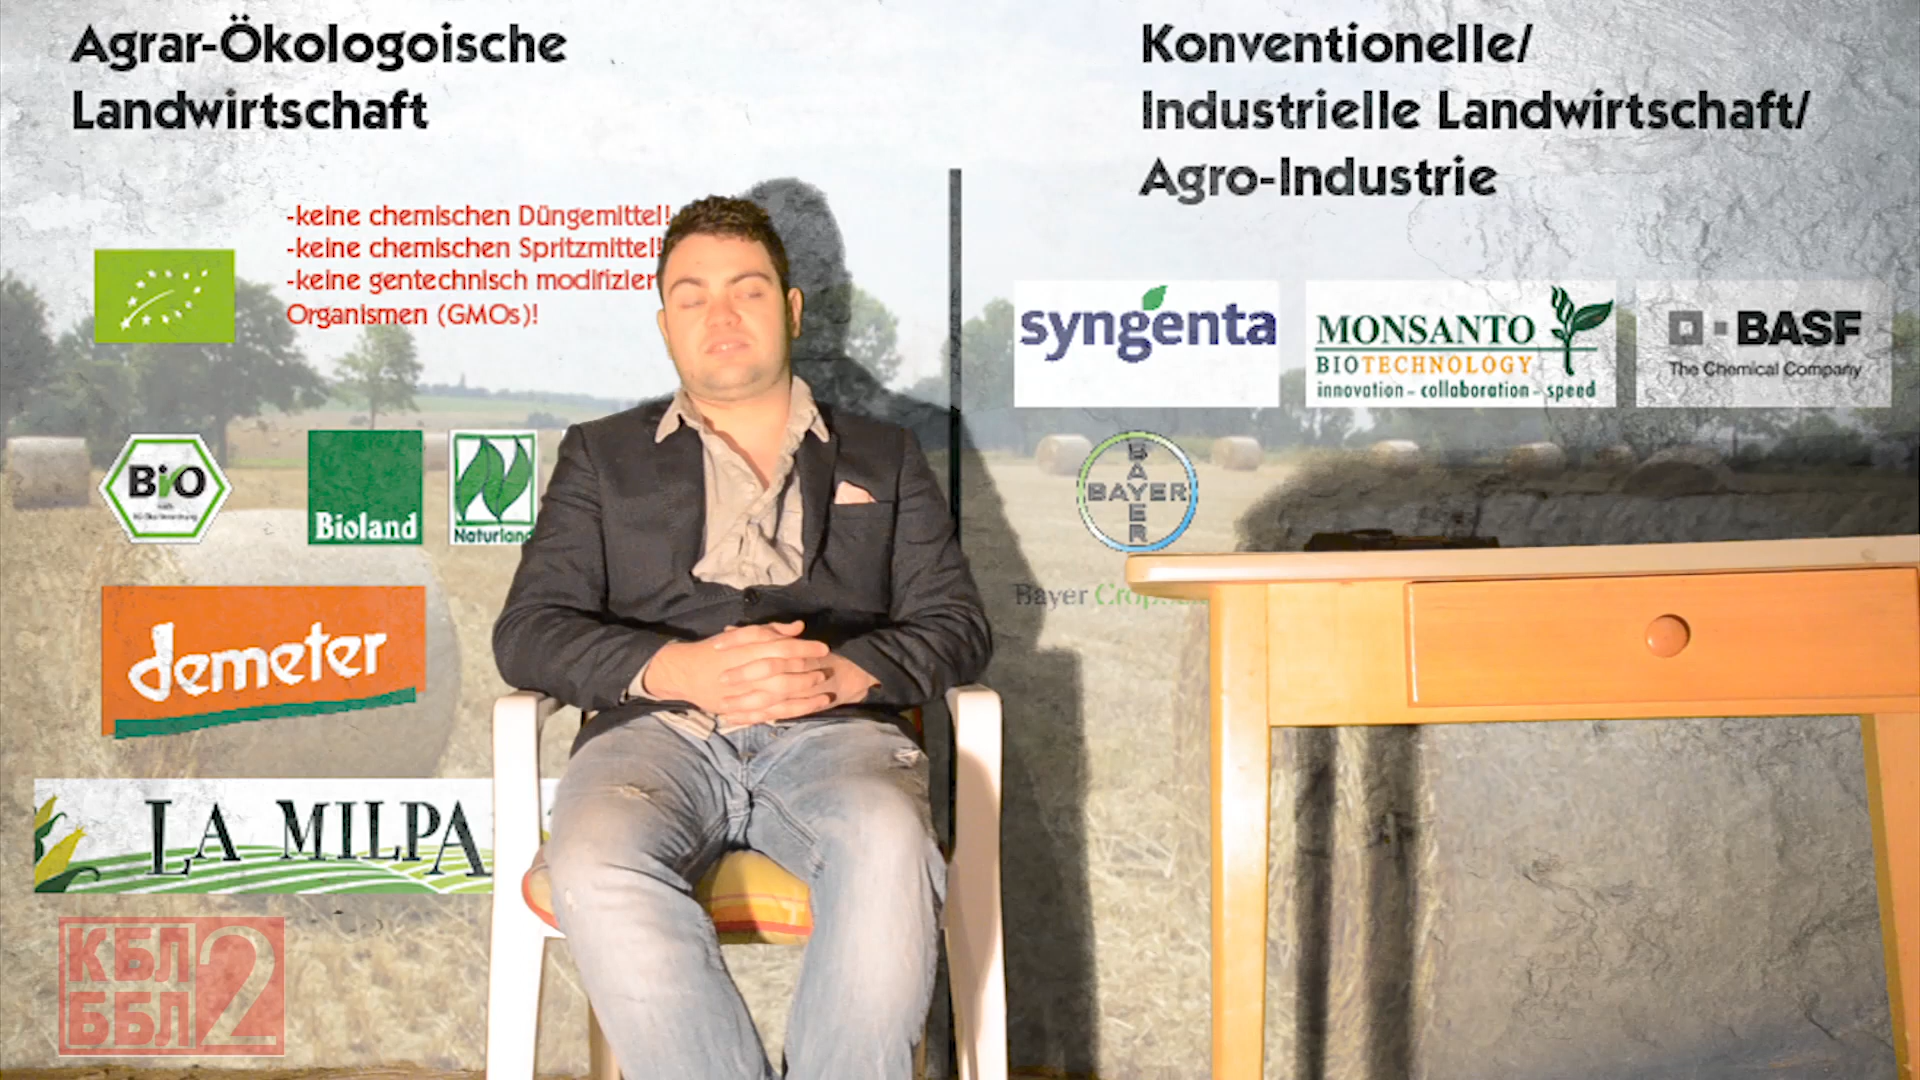 Agrar-Ökologoische
Landwirtschaft
-keine chemischen Düngemittel!
-keine chemischen Spritzmittel!
-keine gentechnisch modifizier
Organismen (GMOs)!
BIO
Bioland
Naturland
demeter
LA MILPA
КБЛ
ББЛ 2
Konventionelle/
Industrielle Landwirtschaft/
Agro-Industrie
syngenta
MONSANTO
BIOTECHNOLOGY
innovation - collaboration - speed
BASF
The Chemical Company
BAYER
BAYER
Bayer